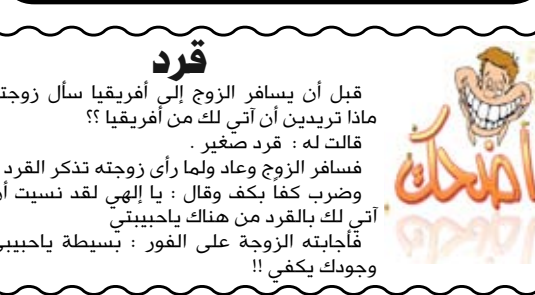 قرد
قبل أن يسافر الزوج إلى أفريقيا سأل زوجته
ماذا تريدين أن آتي لك من أفريقيا ؟؟
قالت له : قرد صغير .
فسافر الزوج وعاد ولما رأى زوجته تذكر القرد
وضرب كفاً بكف وقال : يا إلهي لقد نسيت أن
آتي لك بالقرد من هناك ياحبيبتي
فأجابته الزوجة على الفور : بسيطة ياحبيبي
وجودك يكفي !!
أضحك